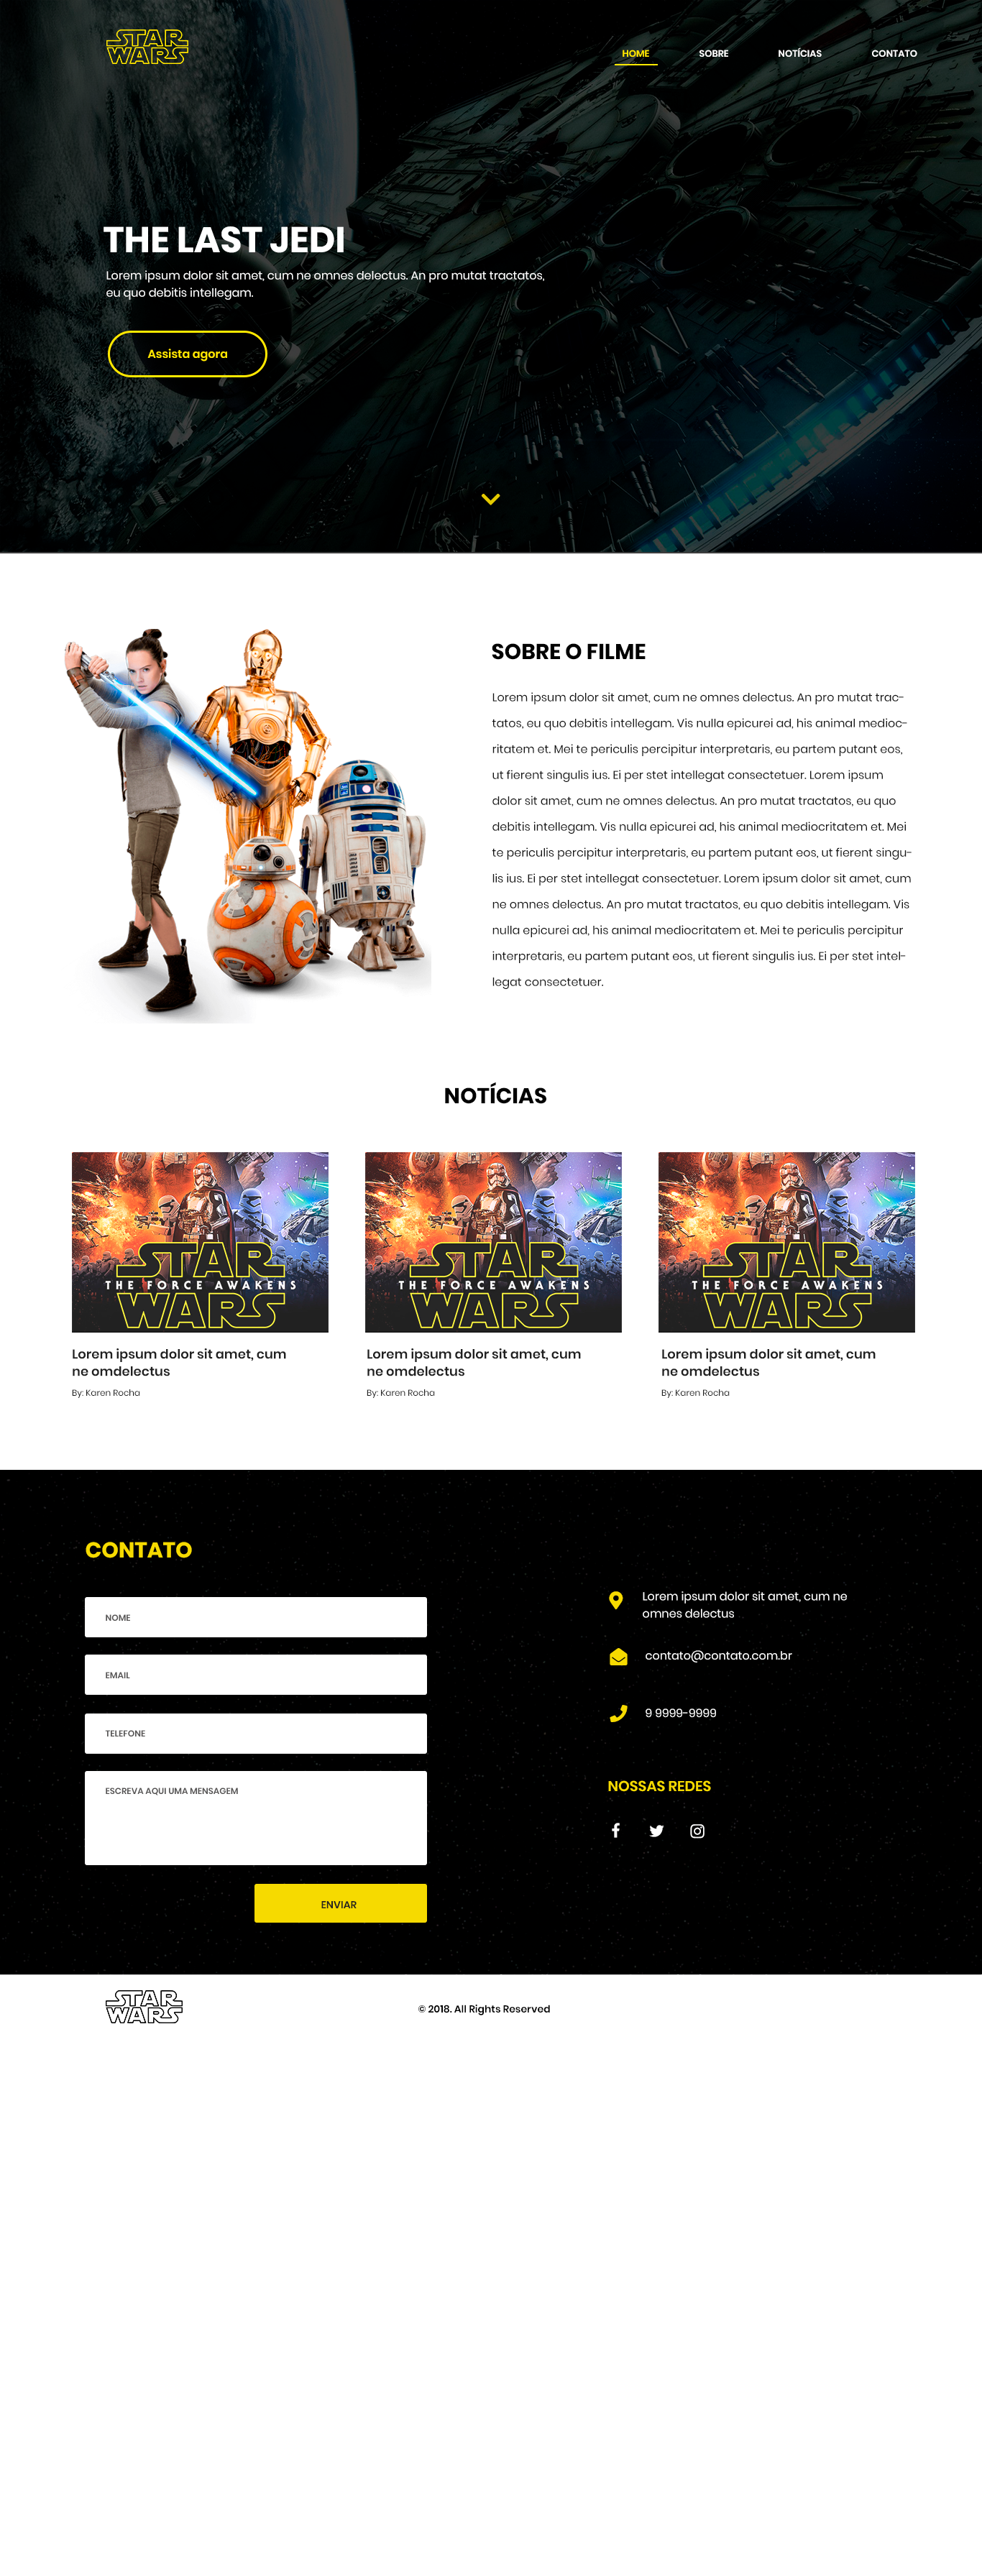 STAR
WARS
HOME
SOBRE
NOTÍCIAS
CONTATO
THE LAST JEDI
Lorem ipsum dolor sit amet, cum ne omnes delectus. An pro mutat tractatos,
eu quo debitis intellegam.
Assista agora
SOBRE O FILME
Lorem ipsum dolor sit amet, cum ne omnes delectus. An pro mutat trac-
tatos, eu quo debitis intellegam. Vis nulla epicurei ad, his animal medioc-
ritatem et. Mei te periculis percipitur interpretaris, eu partem putant eos,
ut fierent singulis ius. Ei per stet intellegat consectetuer. Lorem ipsum
dolor sit amet, cum ne omnes delectus. An pro mutat tractatos, eu quo
debitis intellegam. Vis nulla epicurei ad, his animal mediocritatem et. Mei
te periculis percipitur interpretaris, eu partem putant eos, ut fierent singu-
lis ius. Ei per stet intellegat consectetuer. Lorem ipsum dolor sit amet, cum
ne omnes delectus. An pro mutat tractatos, eu quo debitis intellegam. Vis
nulla epicurei ad, his animal mediocritatem et. Mei te periculis percipitur
interpretaris, eu partem putant eos, ut fierent singulis ius. Ei per stet intel-
legat consectetuer.
NOTÍCIAS
STAR
THE FORCE AWAKENS
WARS
Lorem ipsum dolor sit amet, cum
ne omdelectus
By: Karen Rocha
STAR
THE FORCE AWAKENS
WARS
Lorem ipsum dolor sit amet, cum
ne omdelectus
By: Karen Rocha
STAR
THE FORCE AWAKENS
WARS
Lorem ipsum dolor sit amet, cum
ne omdelectus
By: Karen Rocha
CONTATO
NOME
EMAIL
TELEFONE
ESCREVA AQUI UMA MENSAGEM
ENVIAR
Lorem ipsum dolor sit amet, cum ne
omnes delectus
contato@contato.com.br
9 9999-9999
NOSSAS REDES
STAR
WARS
© 2018. All Rights Reserved